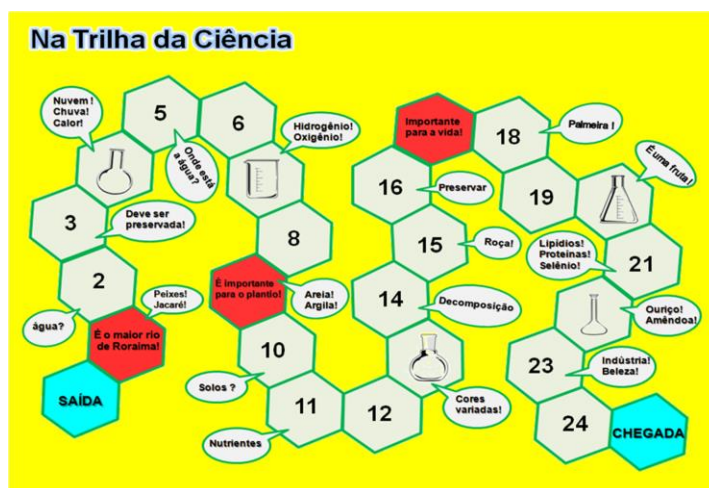 Na Trilha da Ciência
SAÍDA
É o maior rio
de Roraima!
Peixes!
Jacaré!
2
água?
3
Deve ser
preservada!
Nuvem !
Chuva!
Calor!
5
Onde está
a água?
6
Hidrogênio!
Oxigênio!
8
É importante
para o plantio!
Areia!
Argila!
10
Solos ?
11
Nutrientes
12
Cores
variadas!
14
Decomposição
15
Roça!
16
Preservar
Importante
para a vida!
18
Palmeira !
19
É uma fruta!
21
Lipídios!
Proteínas!
Selênio!
Ouriço!
Amêndoa!
23
Indústria!
Beleza!
24
CHEGADA